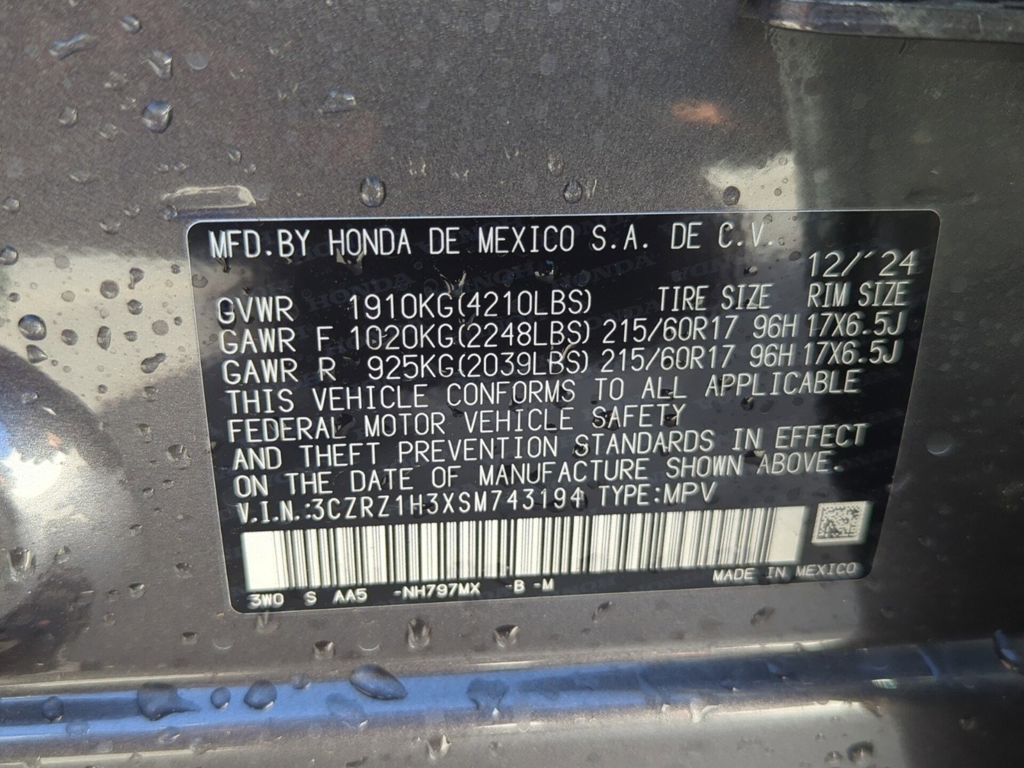 MFD.BY HONDA DE MEXICO S.A. DE C.V.
12/'24
GVWR 1910KG(4210LBS) TIRE SIZE RIM SIZE
GAWR F 1020KG(2248LBS) 215/60R17 96H 17X6.5J
GAWR R 925KG(2039LBS) 215/60R17 96H 17X6.5J
THIS VEHICLE CONFORMS TO ALL APPLICABLE
FEDERAL MOTOR VEHICLE SAFETY
AND THEFT PREVENTION STANDARDS IN EFFECT
ON THE DATE OF MANUFACTURE SHOWN ABOVE.
V.I.N.:3CZRZ1H3XSM743194 TYPE:MPV
MADE IN MEXICO
3W0 S AA5 -NH797MX -B -M